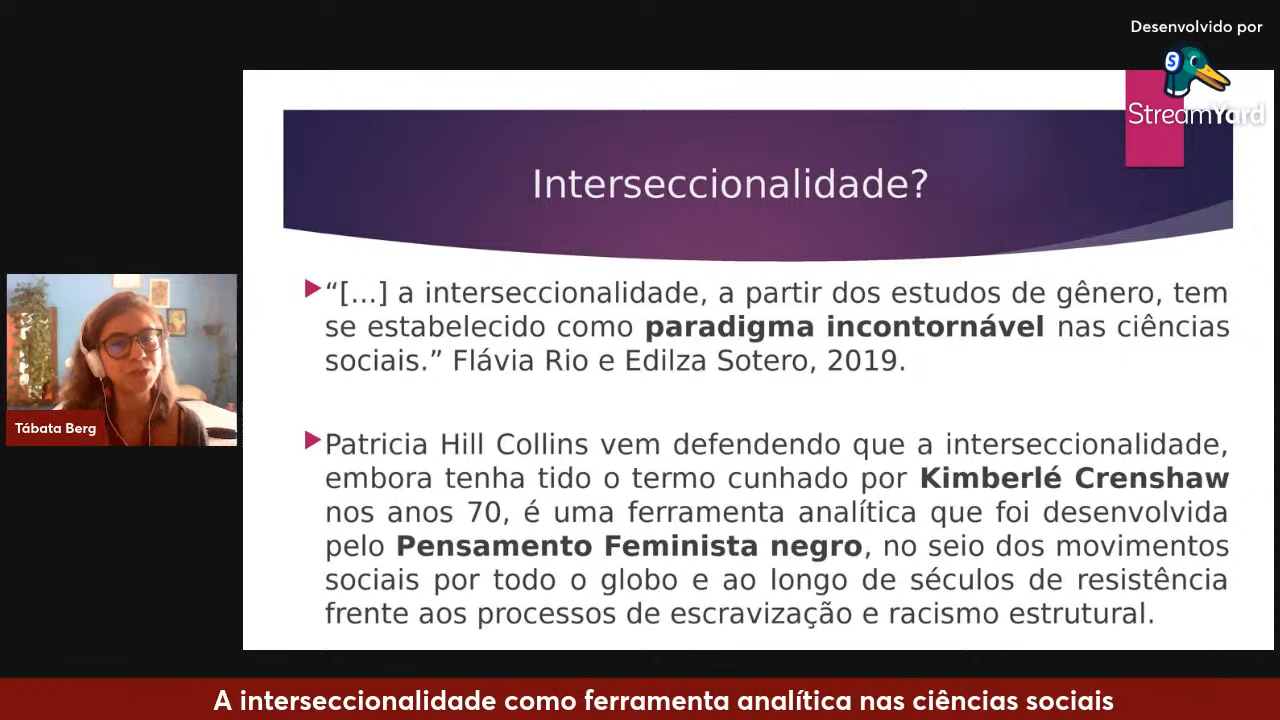 Desenvolvido por
S
StreamYard
Interseccionalidade?
“[...] a interseccionalidade, a partir dos estudos de gênero, tem
se estabelecido como paradigma incontornável nas ciências
sociais.” Flávia Rio e Edilza Sotero, 2019.
Patricia Hill Collins vem defendendo que a interseccionalidade,
embora tenha tido o termo cunhado por Kimberlé Crenshaw
nos anos 70, é uma ferramenta analítica que foi desenvolvida
pelo Pensamento Feminista negro, no seio dos movimentos
sociais por todo o globo e ao longo de séculos de resistência
frente aos processos de escravização e racismo estrutural.
Tábata Berg
A interseccionalidade como ferramenta analítica nas ciências sociais